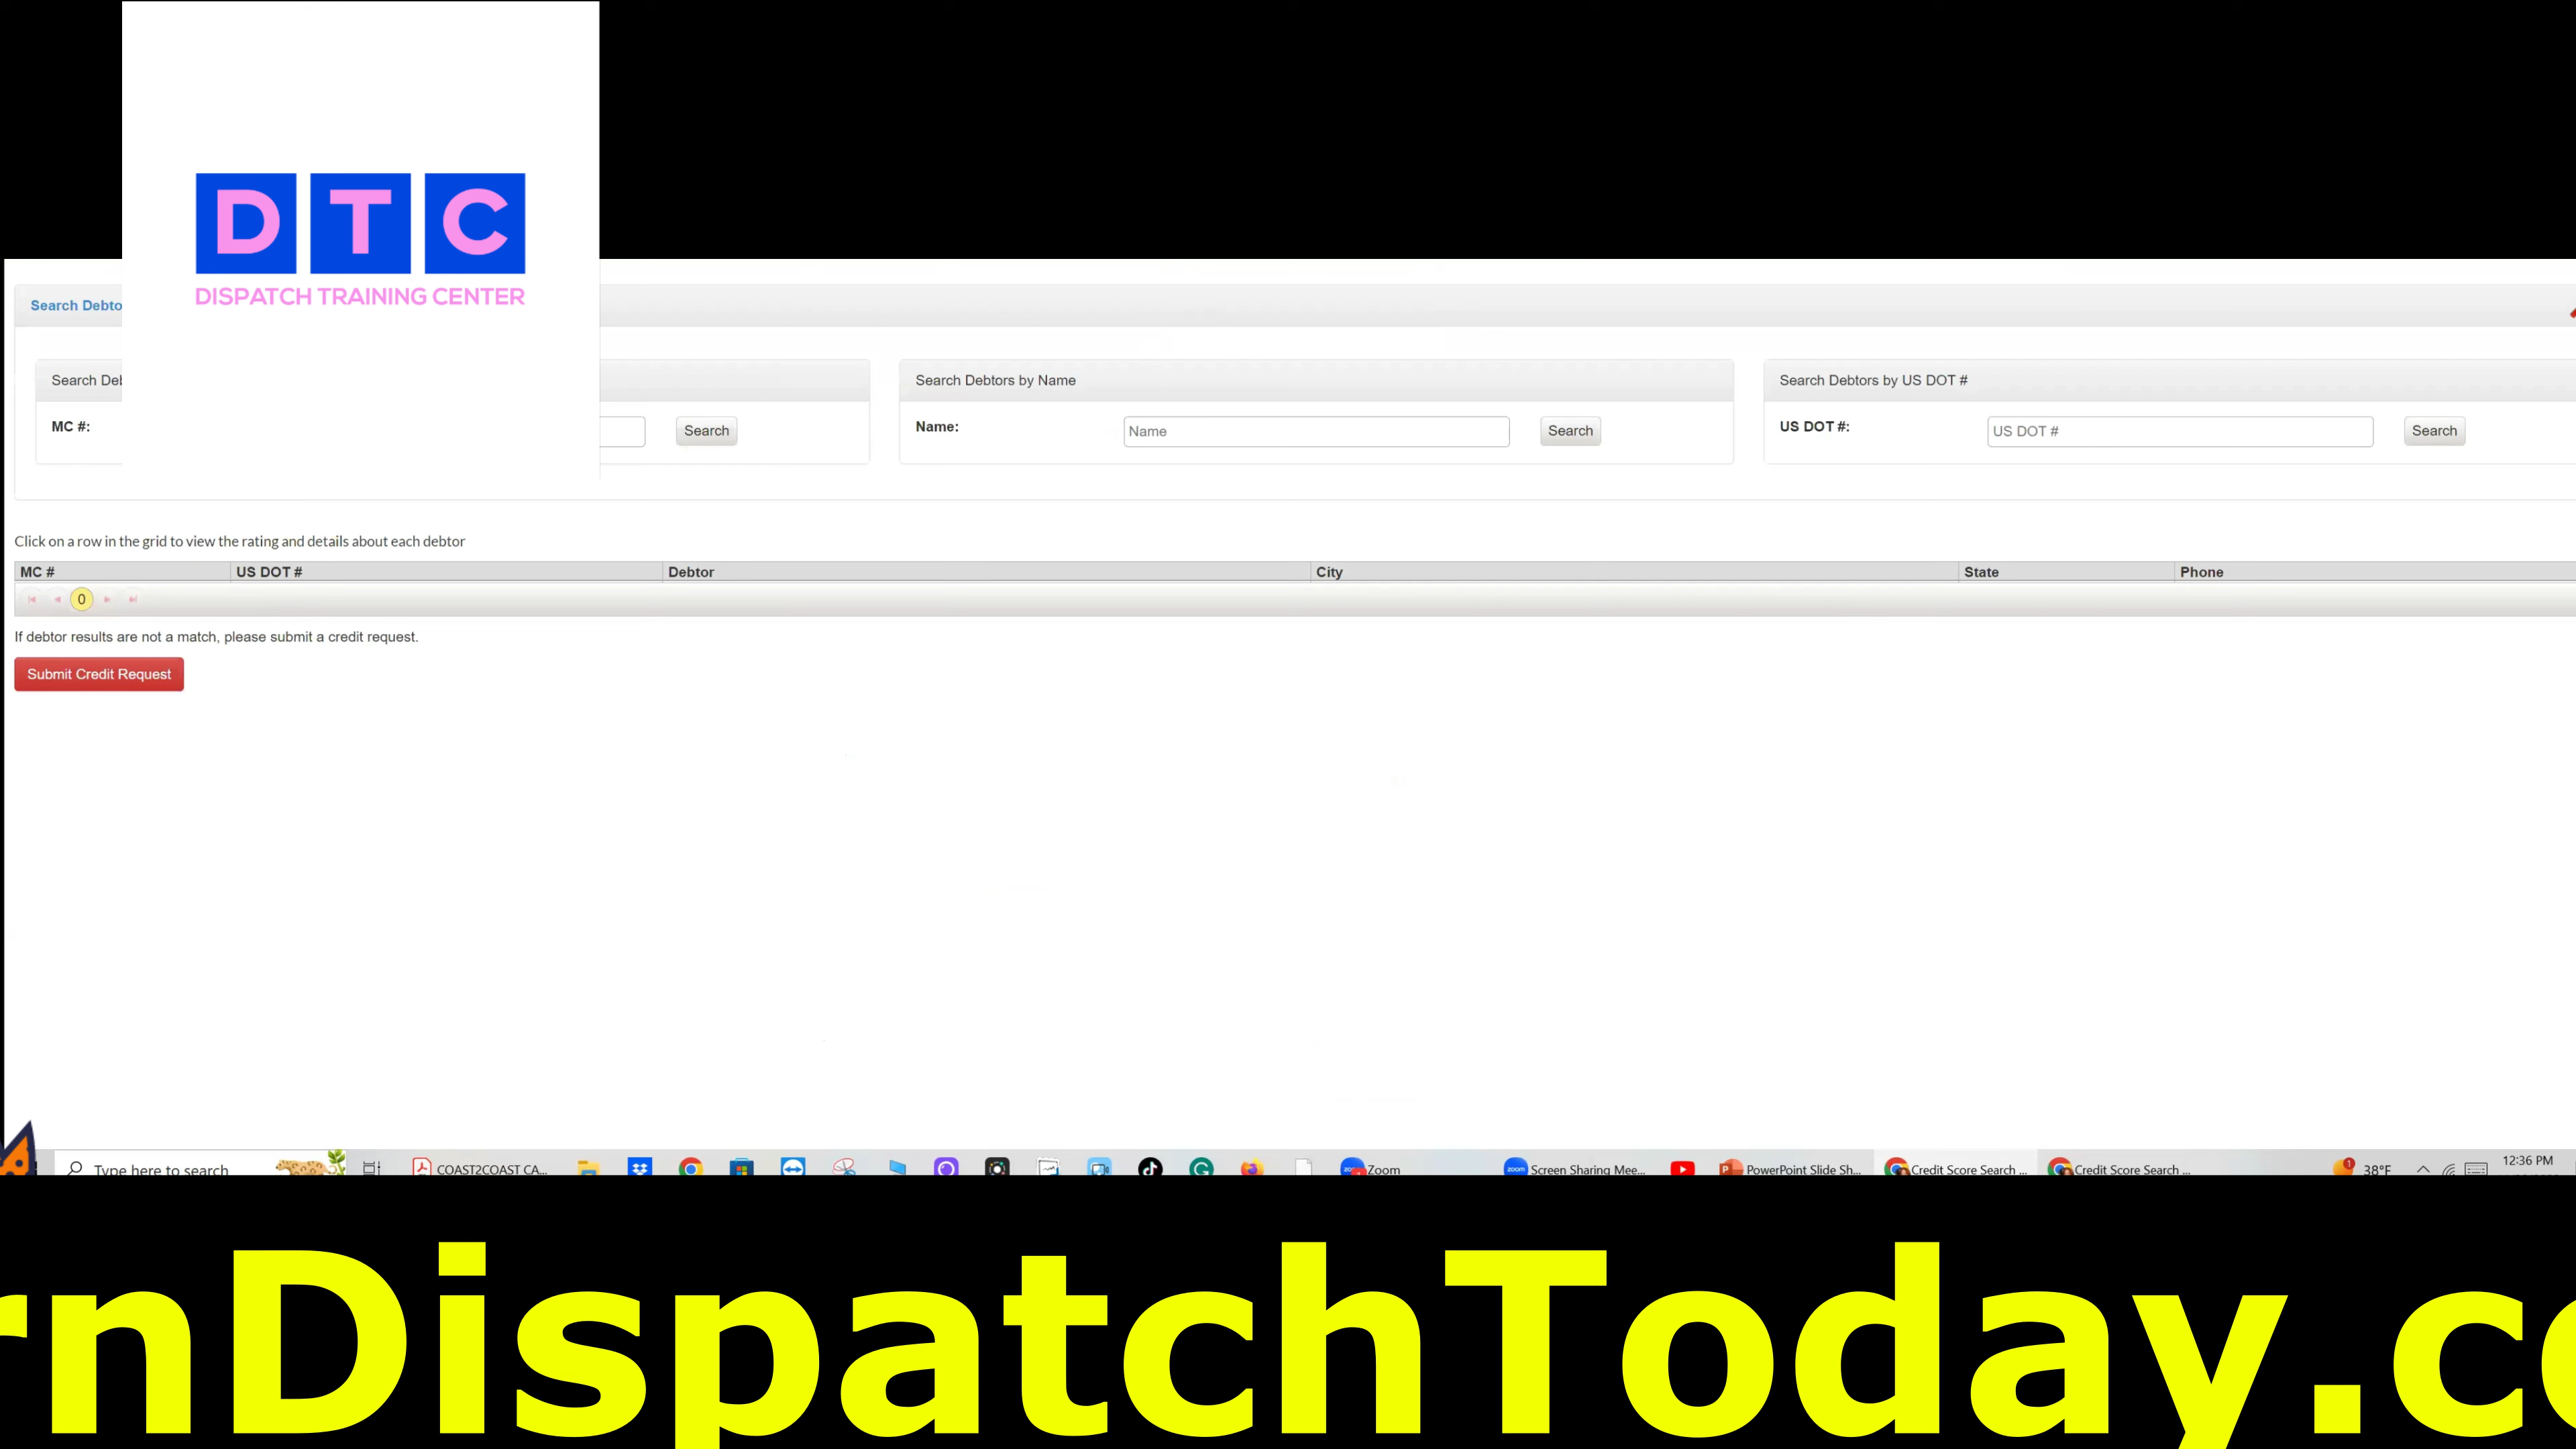 D T C
DISPATCH TRAINING CENTER
Search Debto
Search Deb
MC #:
Search
Search Debtors by Name
Name:
Name
Search
Search Debtors by US DOT #
US DOT #:
US DOT #
Search
Click on a row in the grid to view the rating and details about each debtor
MC # US DOT # Debtor City State Phone
0
If debtor results are not a match, please submit a credit request.
Submit Credit Request
Type here to search
COAST2COAST CA...
Zoom
zoom
Screen Sharing Mee...
PowerPoint Slide Sh...
Credit Score Search ...
Credit Score Search ...
1
38°F
12:36 PM
rnDispatchToday.co